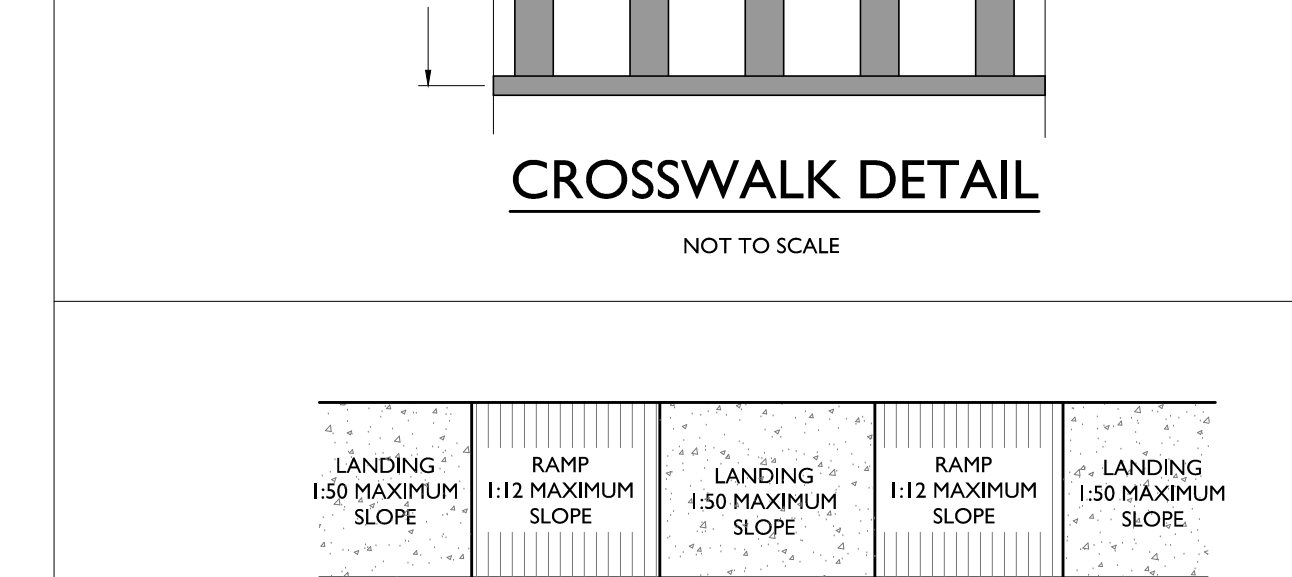 CROSSWALK DETAIL
NOT TO SCALE
LANDING
1:50 MAXIMUM
SLOPE
RAMP
1:12 MAXIMUM
SLOPE
LANDING
1:50 MAXIMUM
SLOPE
RAMP
1:12 MAXIMUM
SLOPE
LANDING
1:50 MAXIMUM
SLOPE